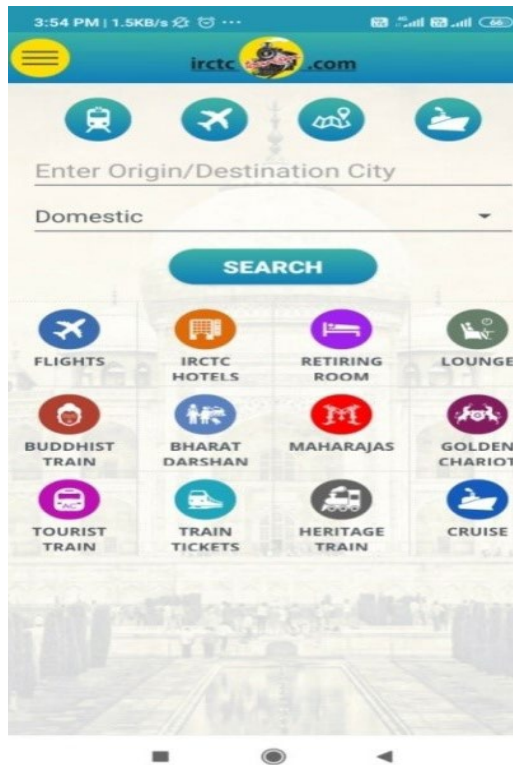 3:54 PM | 1.5KB/s
66
irctc .com
Enter Origin/Destination City
Domestic
SEARCH
FLIGHTS
IRCTC
HOTELS
RETIRING
ROOM
LOUNGE
BUDDHIST
TRAIN
BHARAT
DARSHAN
MAHARAJAS
GOLDEN
CHARIOT
TOURIST
TRAIN
TRAIN
TICKETS
HERITAGE
TRAIN
CRUISE